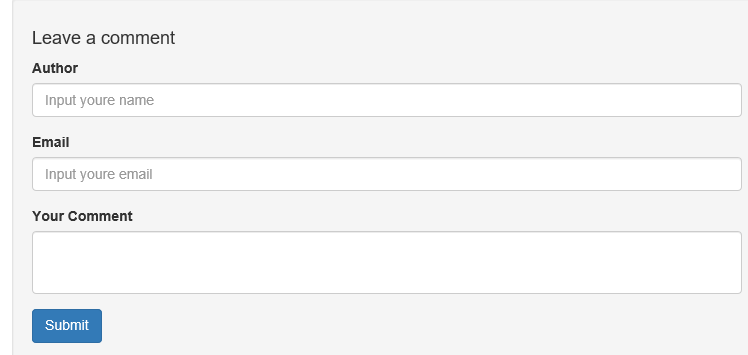 Leave a comment
Author
Input youre name
Email
Input youre email
Your Comment
Submit